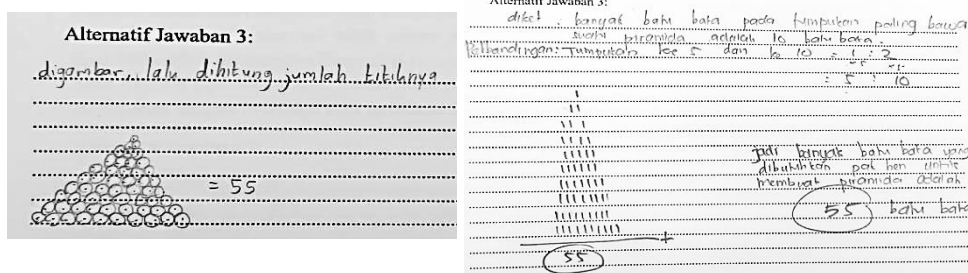 Alternatif Jawaban 3:
digambar, lalu dihitung jumlah titiknya
= 55
Alternatif Jawaban 3:
diket : banyak batu bata pada tumpukan paling bawa
suatu piramida adalah 10 batu bata.
Perbandingan: Tumpukan ke 5 dan ke 10 = 1 : 2
= 5 : 10
jadi banyak batu bata yang
dibutuhkan pak hen untuk
membuat piramida adalah
55 batu bata
+
55